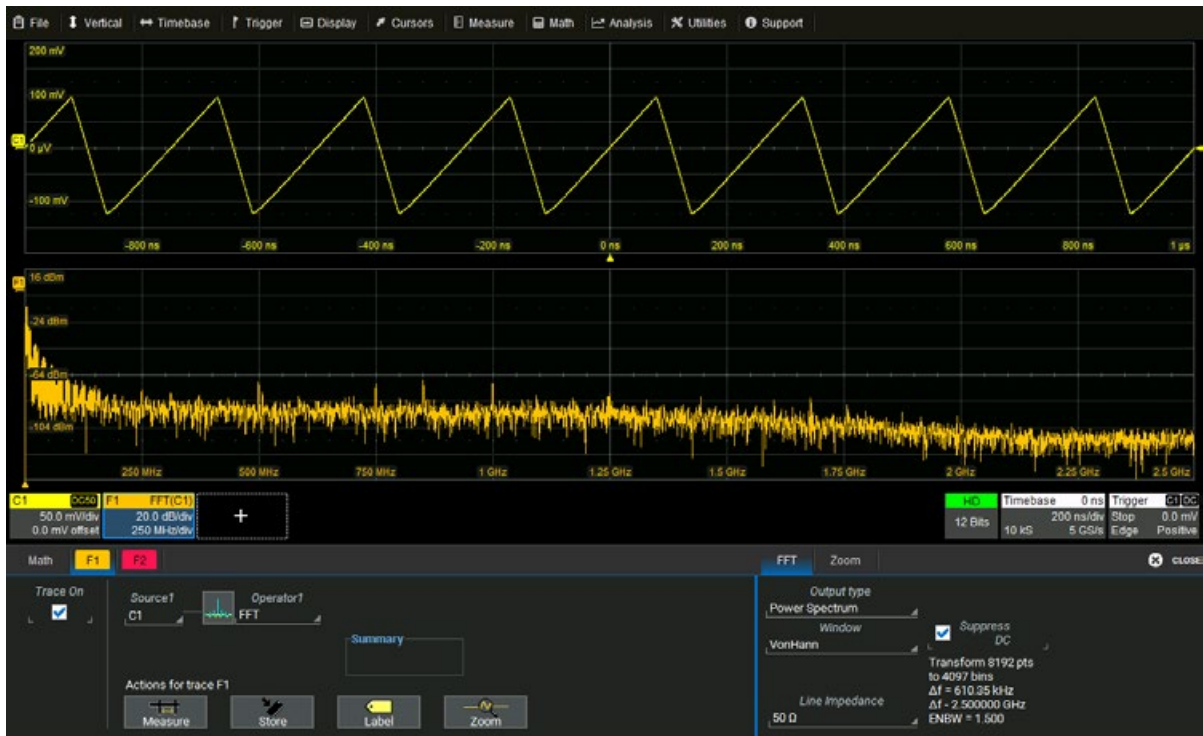 File Vertical Timebase Trigger Display Cursors Measure Math Analysis Utilities Support
200 mV
100 mV
C1
0 µV
-100 mV
-800 ns -600 ns -400 ns -200 ns 0 ns 200 ns 400 ns 600 ns 800 ns 1 µs
F1
16 dBm
-24 dBm
-64 dBm
-104 dBm
250 MHz 500 MHz 750 MHz 1 GHz 1.25 GHz 1.5 GHz 1.75 GHz 2 GHz 2.25 GHz 2.5 GHz
C1 DC50 F1 FFT(C1) HD Timebase 0 ns Trigger C1 DC
50.0 mV/div 20.0 dB/div + 12 Bits 200 ns/div Stop 0.0 mV
0.0 mV offset 250 MHz/div 10 kS 5 GS/s Edge Positive
Math F1 F2 FFT Zoom CLOSE
Trace On
Source1 Operator1
C1 FFT
Summary
Actions for trace F1
Measure Store Label Zoom
Output type
Power Spectrum
Window
VonHann
Suppress
DC
Transform 8192 pts
to 4097 bins
Δf = 610.35 kHz
Δf - 2.500000 GHz
ENBW = 1.500
Line Impedance
50 Ω